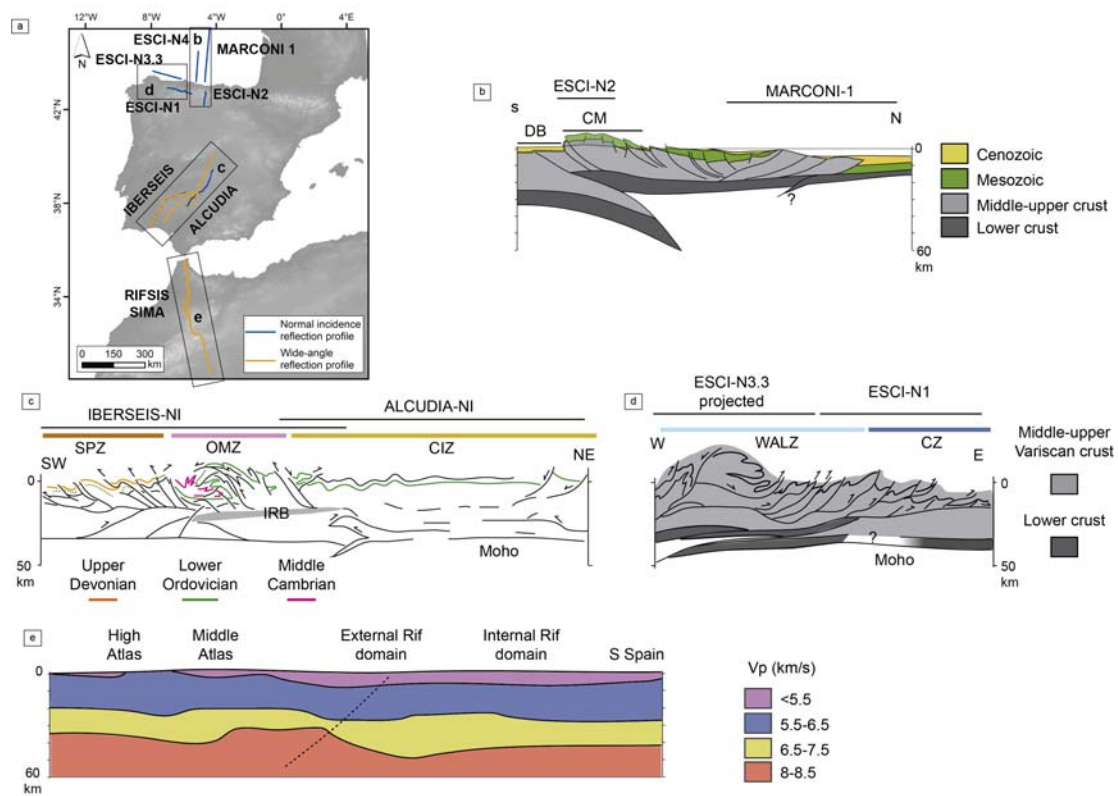 a
12°W 8°W 4°W 0° 4°E
N
ESCI-N4 b
MARCONI 1
ESCI-N3.3
d
ESCI-N1
ESCI-N2
42°N
38°N
34°N
IBERSEIS
c
ALCUDIA
RIFSIS
SIMA
e
0 150 300
km
Normal incidence
reflection profile
Wide-angle
reflection profile
b
ESCI-N2
MARCONI-1
S
N
DB
CM
0
60
km
?
Cenozoic
Mesozoic
Middle-upper crust
Lower crust
c
IBERSEIS-NI
ALCUDIA-NI
SPZ
OMZ
CIZ
SW
NE
0
0
IRB
Moho
50
km
Upper
Devonian
Lower
Ordovician
Middle
Cambrian
d
ESCI-N3.3
projected
ESCI-N1
W
WALZ
CZ
E
0
0
?
Moho
50
km
50
km
Middle-upper
Variscan crust
Lower crust
e
High
Atlas
Middle
Atlas
External Rif
domain
Internal Rif
domain
S Spain
0
60
km
Vp (km/s)
<5.5
5.5-6.5
6.5-7.5
8-8.5